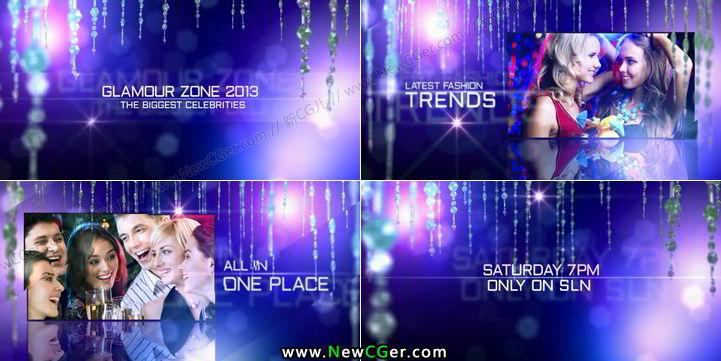 GLAMOUR ZONE 2013
THE BIGGEST CELEBRITIES
LATEST FASHION
TRENDS
ALL IN
ONE PLACE
SATURDAY 7PM
ONLY ON SLN
www.NewCGer.com